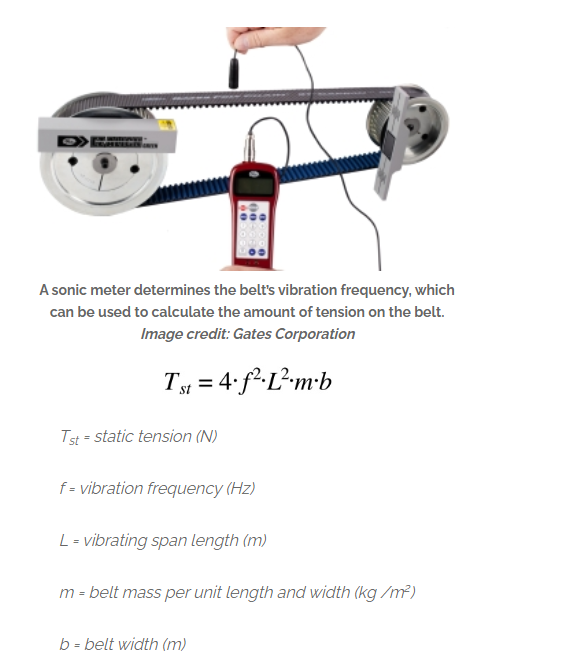 A sonic meter determines the belt's vibration frequency, which
can be used to calculate the amount of tension on the belt.
Image credit: Gates Corporation
Tst = 4·f²·L²·m·b
Tst = static tension (N)
f = vibration frequency (Hz)
L = vibrating span length (m)
m = belt mass per unit length and width (kg /m²)
b = belt width (m)